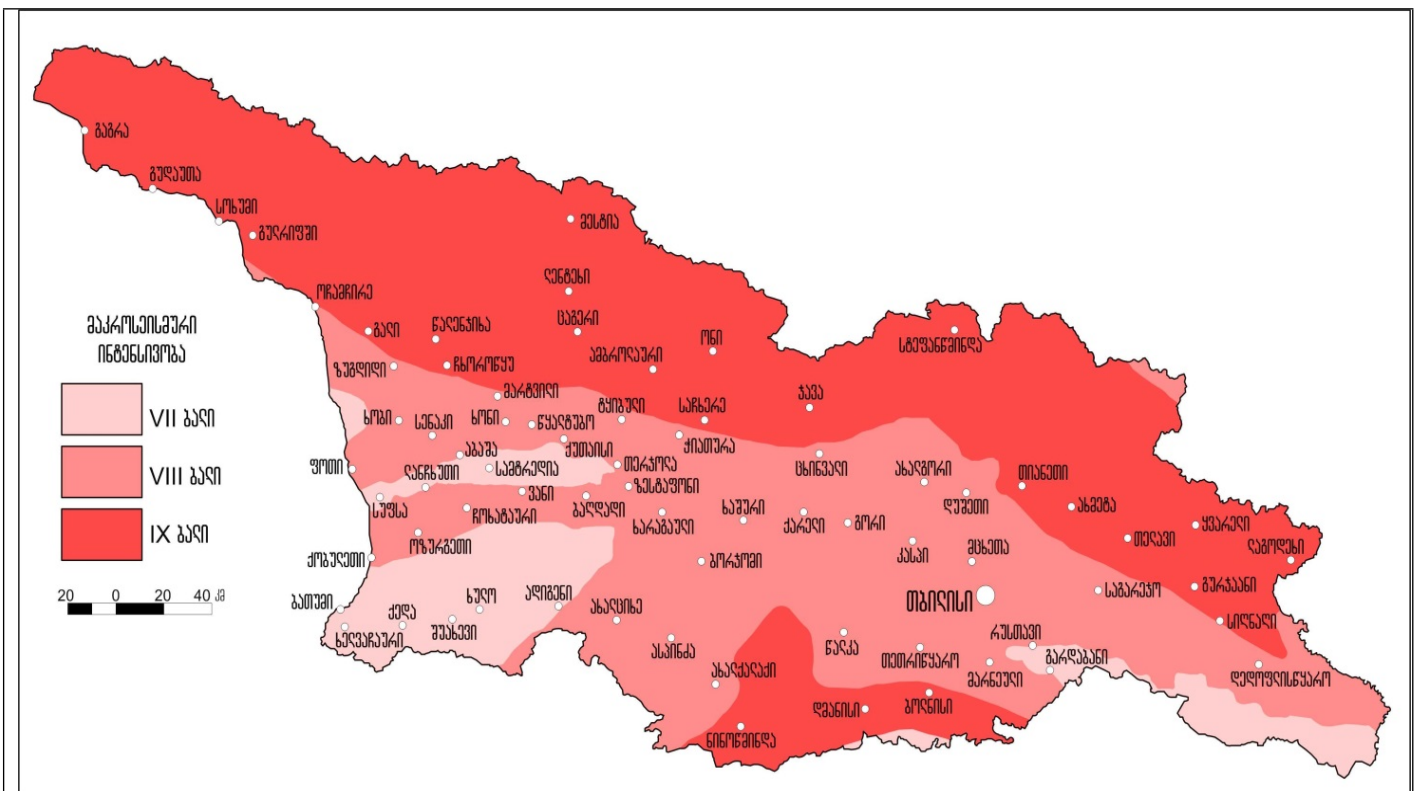 გაგრა
გუდაუთა
სოხუმი
გულრიფში
მესტია
ოჩამჩირე
ლენტეხი
მაკროსეისმური
ინტენსივობა
VII ბალი
VIII ბალი
IX ბალი
20 0 20 40 კმ
გალი
წალენჯიხა
ცაგერი
ონი
სტეფანწმინდა
ზუგდიდი
ჩხოროწყუ
ამბროლაური
მარტვილი
ჯავა
ხობი
სენაკი
ხონი
წყალტუბო
ტყიბული
საჩხერე
ქუთაისი
ჭიათურა
ფოთი
აბაშა
სამტრედია
თერჯოლა
ცხინვალი
ახალგორი
თიანეთი
ლანჩხუთი
ვანი
ზესტაფონი
დუშეთი
ახმეტა
სუფსა
ჩოხატაური
ბაღდადი
ხარაგაული
ხაშური
ქარელი
გორი
თელავი
ყვარელი
ოზურგეთი
კასპი
მცხეთა
ლაგოდეხი
ქობულეთი
ბორჯომი
თბილისი
საგარეჯო
გურჯაანი
ბათუმი
ქედა
ხულო
ადიგენი
ახალციხე
სიღნაღი
ხელვაჩაური
შუახევი
ასპინძა
წალკა
თეთრიწყარო
რუსთავი
გარდაბანი
მარნეული
დედოფლისწყარო
ახალქალაქი
დმანისი
ბოლნისი
ნინოწმინდა